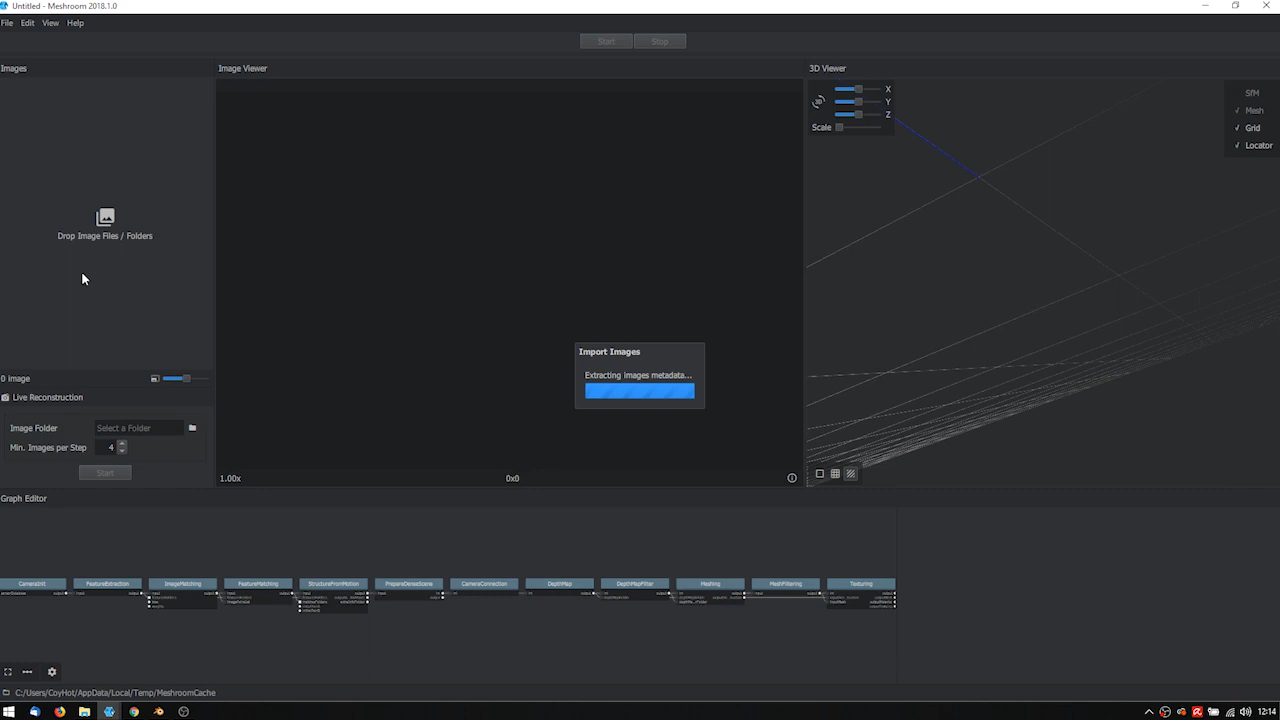 Untitled - Meshroom 2018.1.0
File Edit View Help
Start Stop
Images
Image Viewer
3D Viewer
X
Y
Z
Scale
SfM
Mesh
Grid
Locator
Drop Image Files / Folders
Import Images
Extracting images metadata...
0 image
Live Reconstruction
Image Folder Select a Folder
Min. Images per Step 4
Start
1.00x
0x0
Graph Editor
CameraInit FeatureExtraction ImageMatching FeatureMatching StructureFromMotion PrepareDenseScene CameraConnection DepthMap DepthMapFilter Meshing MeshFiltering Texturing
C:/Users/CoyHot/AppData/Local/Temp/MeshroomCache
12:14